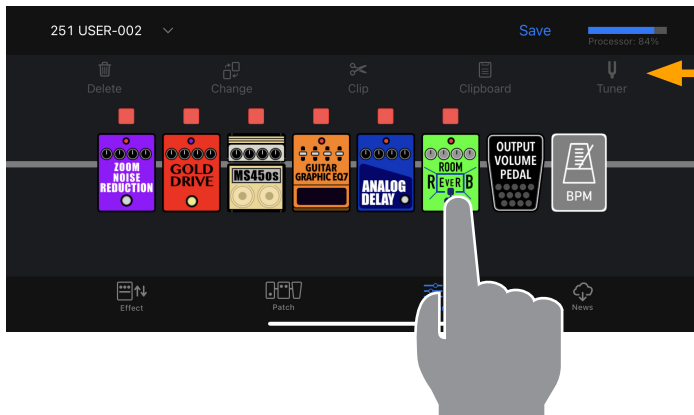 251 USER-002
Save
Processor: 84%
Delete
Change
Clip
Clipboard
Tuner
ZOOM
NOISE
REDUCTION
GOLD
DRIVE
MS45os
GUITAR
GRAPHIC EQ7
ANALOG
DELAY
ROOM
R EVER B
OUTPUT
VOLUME
PEDAL
BPM
Effect
Patch
News